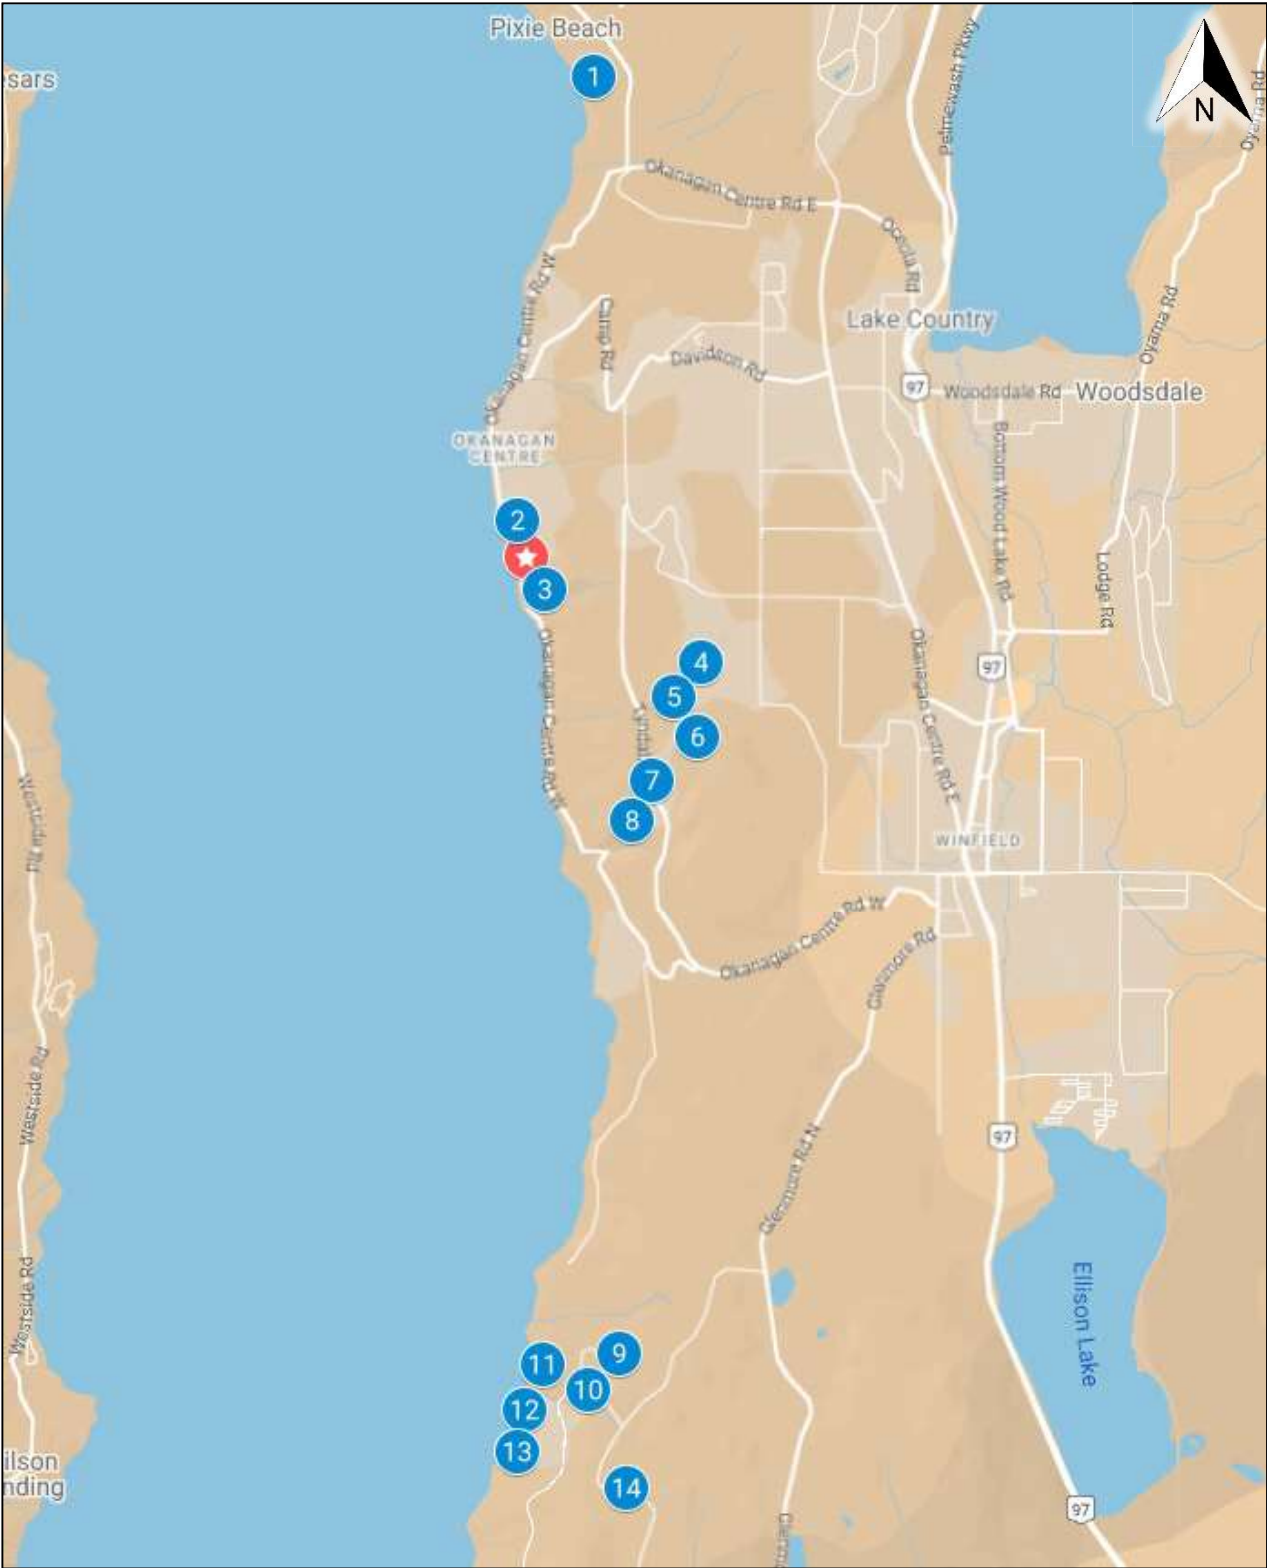 Pixie Beach
1
sars
N
Pelmewash Pkwy
Oyama Rd
Okanagan Centre Rd E
Oceola Rd
Okanagan Centre Rd W
Camp Rd
Lake Country
Oyama Rd
Davidson Rd
97
Woodsdale Rd
Woodsdale
OKANAGAN
CENTRE
Bottom Wood Lake Rd
2
3
Lodge Rd
Okanagan Centre Rd W
4
97
5
Okanagan Centre Rd E
6
7
Westside Rd
8
WINFIELD
Okanagan Centre Rd W
Glenmore Rd
Westside Rd
97
Glenmore Rd N
Westside Rd
Ellison Lake
9
11
10
12
13
ilson
nding
14
97